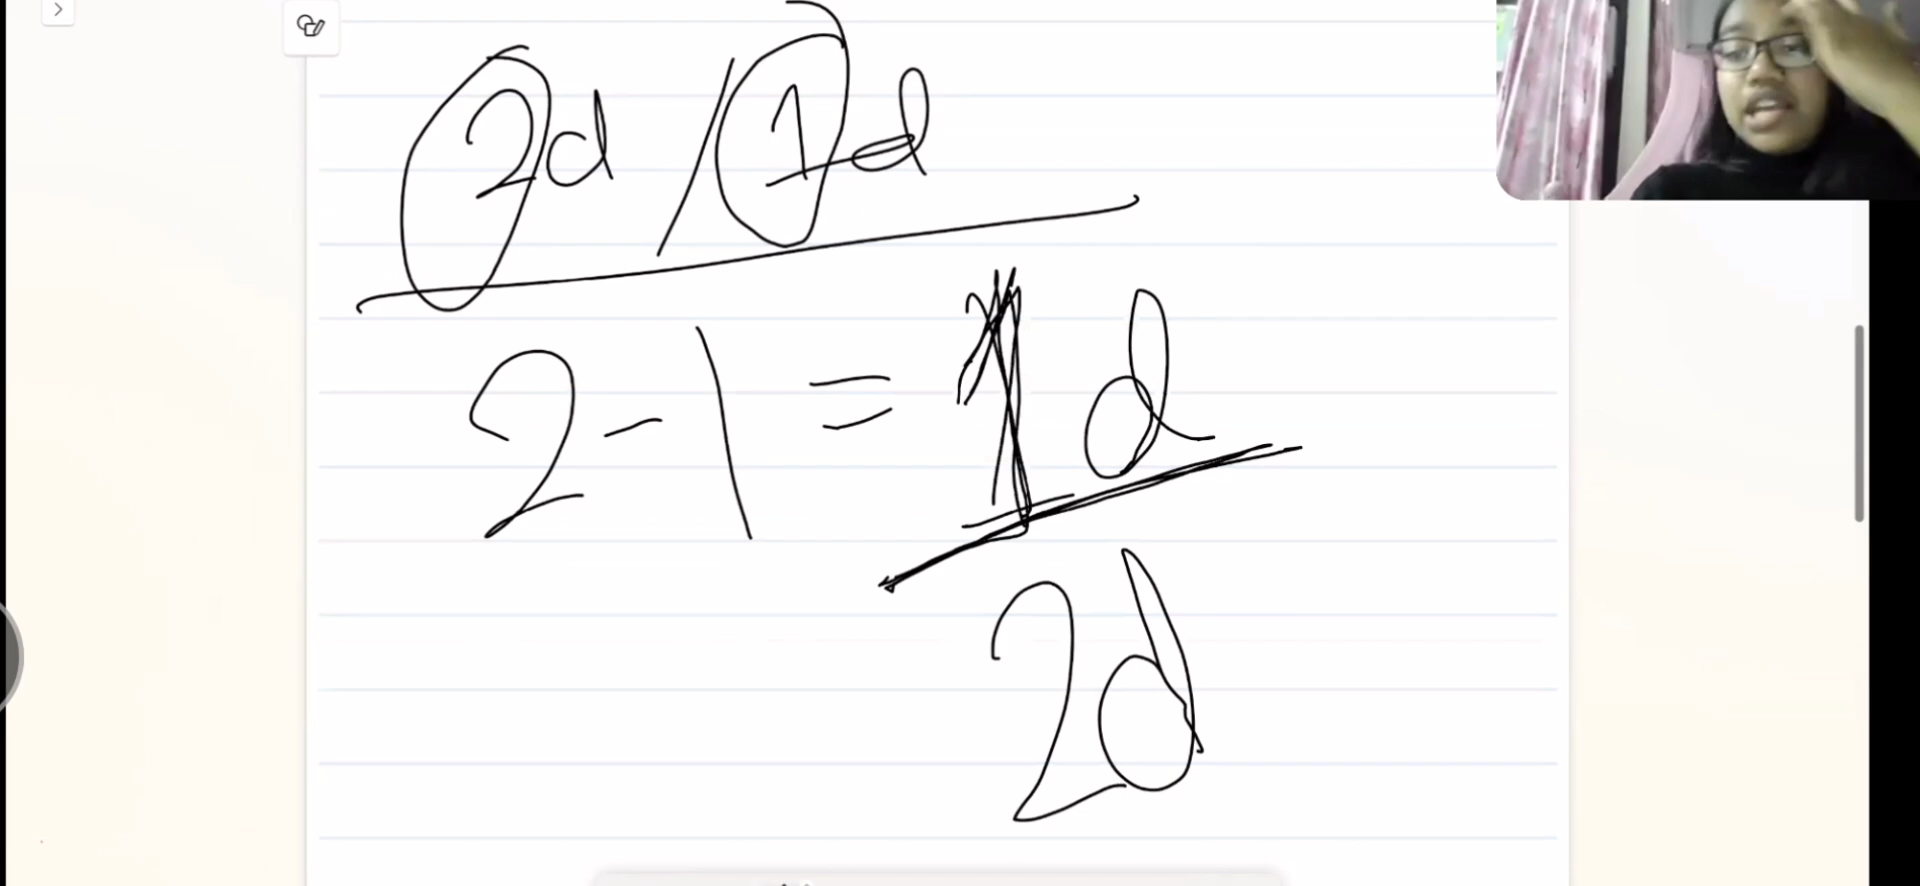 2d / 1d
2 - 1 = 1d
2d